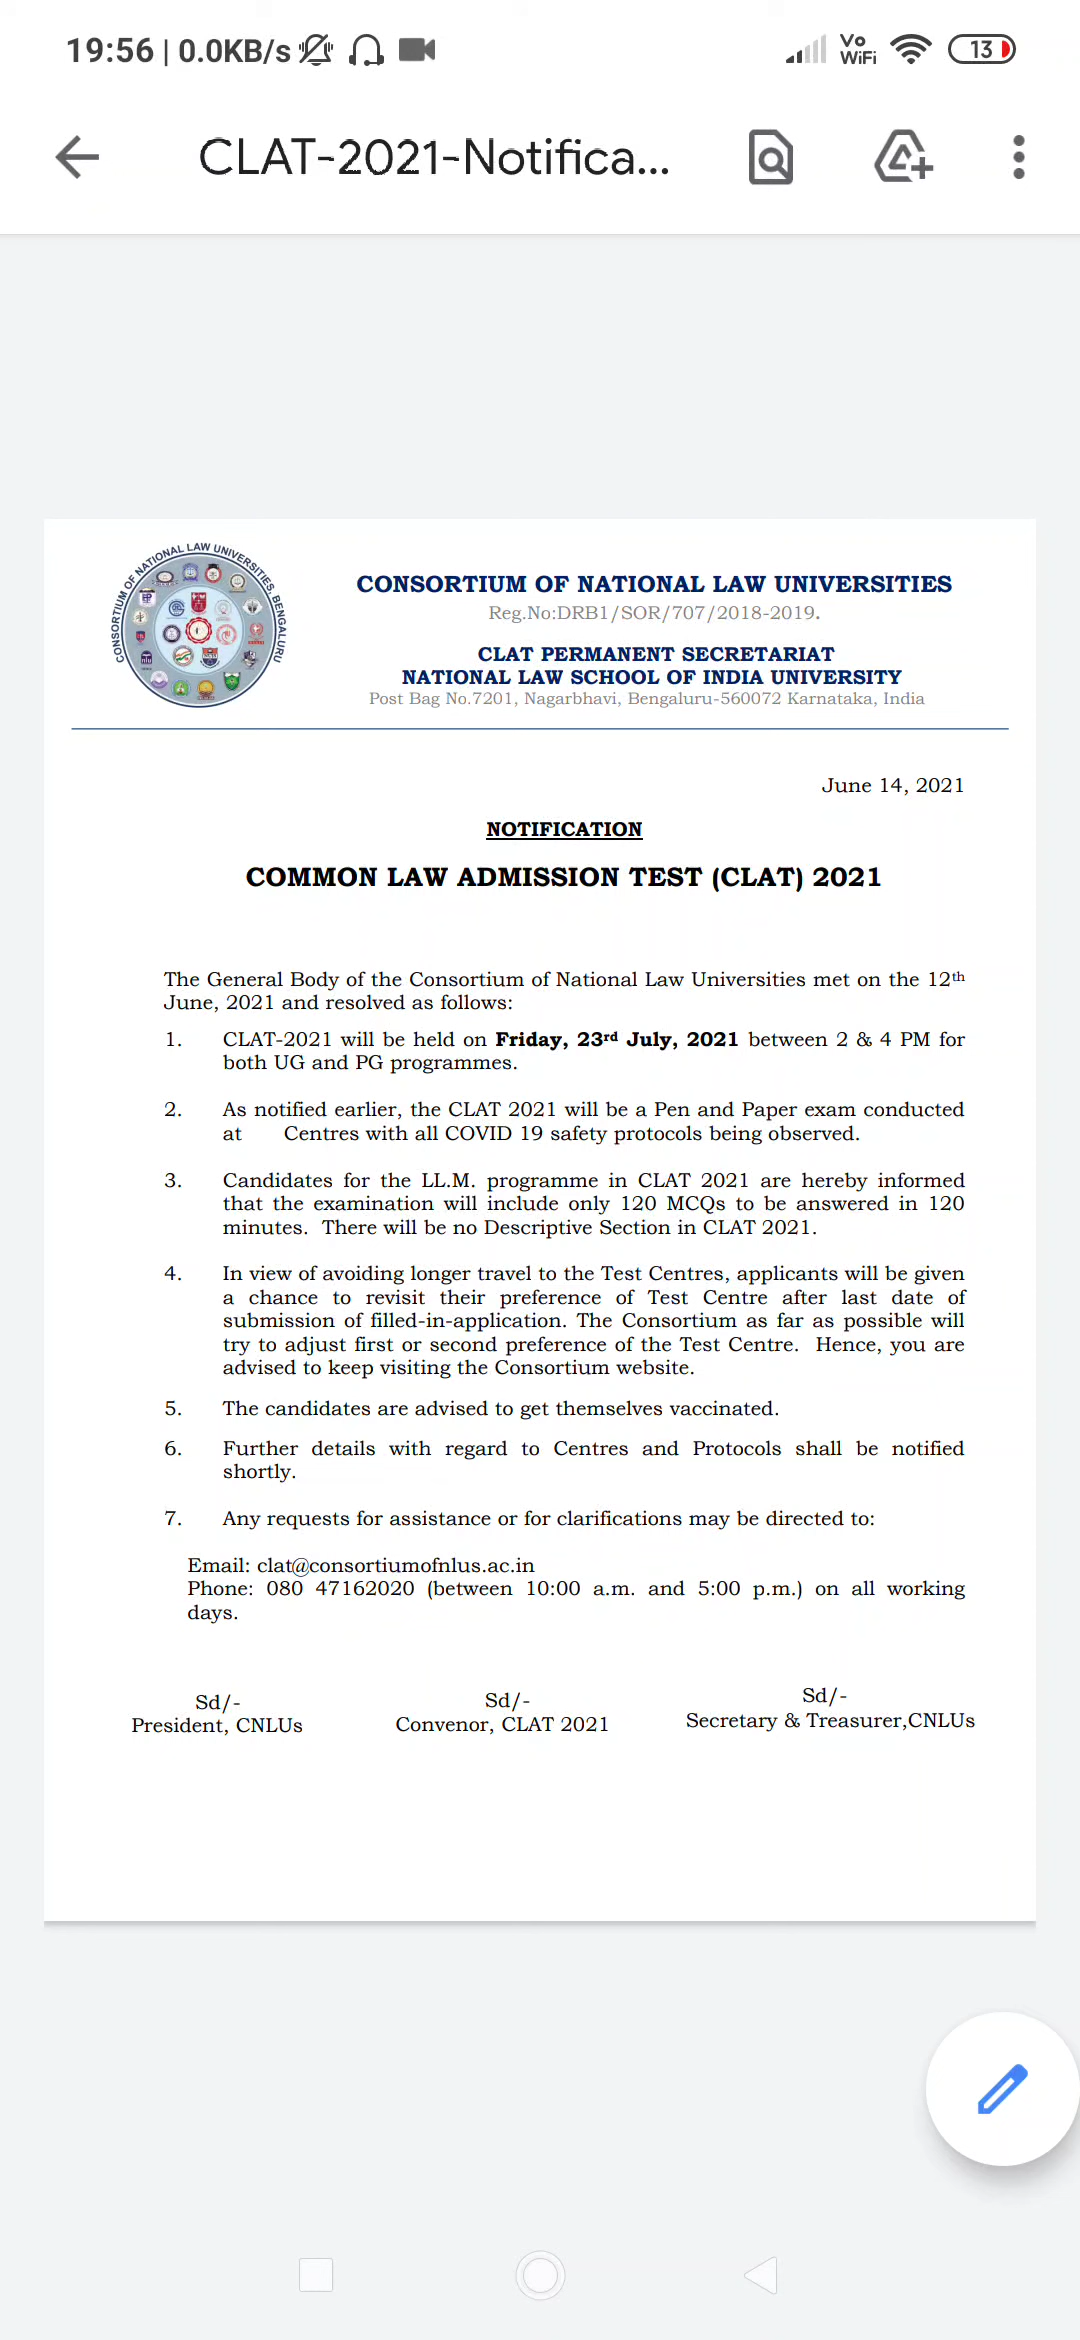 19:56 | 0.0KB/s
Vo
WiFi
13
CLAT-2021-Notifica...
CONSORTIUM OF NATIONAL LAW UNIVERSITIES, BENGALURU
CONSORTIUM OF NATIONAL LAW UNIVERSITIES
Reg.No:DRB1/SOR/707/2018-2019.
CLAT PERMANENT SECRETARIAT
NATIONAL LAW SCHOOL OF INDIA UNIVERSITY
Post Bag No.7201, Nagarbhavi, Bengaluru-560072 Karnataka, India
June 14, 2021
NOTIFICATION
COMMON LAW ADMISSION TEST (CLAT) 2021
The General Body of the Consortium of National Law Universities met on the 12th
June, 2021 and resolved as follows:
1. CLAT-2021 will be held on Friday, 23rd July, 2021 between 2 & 4 PM for
both UG and PG programmes.
2. As notified earlier, the CLAT 2021 will be a Pen and Paper exam conducted
at Centres with all COVID 19 safety protocols being observed.
3. Candidates for the LL.M. programme in CLAT 2021 are hereby informed
that the examination will include only 120 MCQs to be answered in 120
minutes. There will be no Descriptive Section in CLAT 2021.
4. In view of avoiding longer travel to the Test Centres, applicants will be given
a chance to revisit their preference of Test Centre after last date of
submission of filled-in-application. The Consortium as far as possible will
try to adjust first or second preference of the Test Centre. Hence, you are
advised to keep visiting the Consortium website.
5. The candidates are advised to get themselves vaccinated.
6. Further details with regard to Centres and Protocols shall be notified
shortly.
7. Any requests for assistance or for clarifications may be directed to:
Email: clat@consortiumofnlus.ac.in
Phone: 080 47162020 (between 10:00 a.m. and 5:00 p.m.) on all working
days.
Sd/- Sd/- Sd/-
President, CNLUs Convenor, CLAT 2021 Secretary & Treasurer,CNLUs